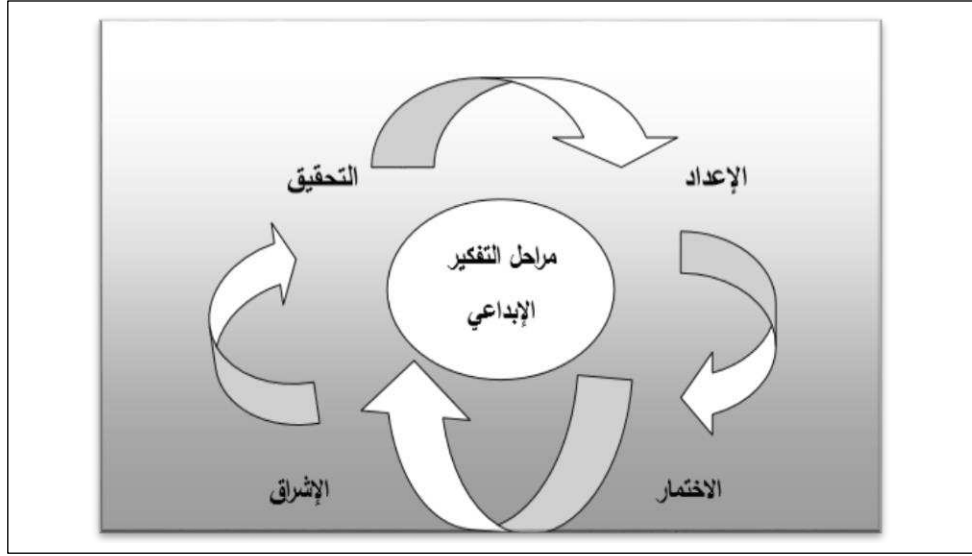 الإعداد
التحقيق
مراحل التفكير
الإبداعي
الاختمار
الإشراق